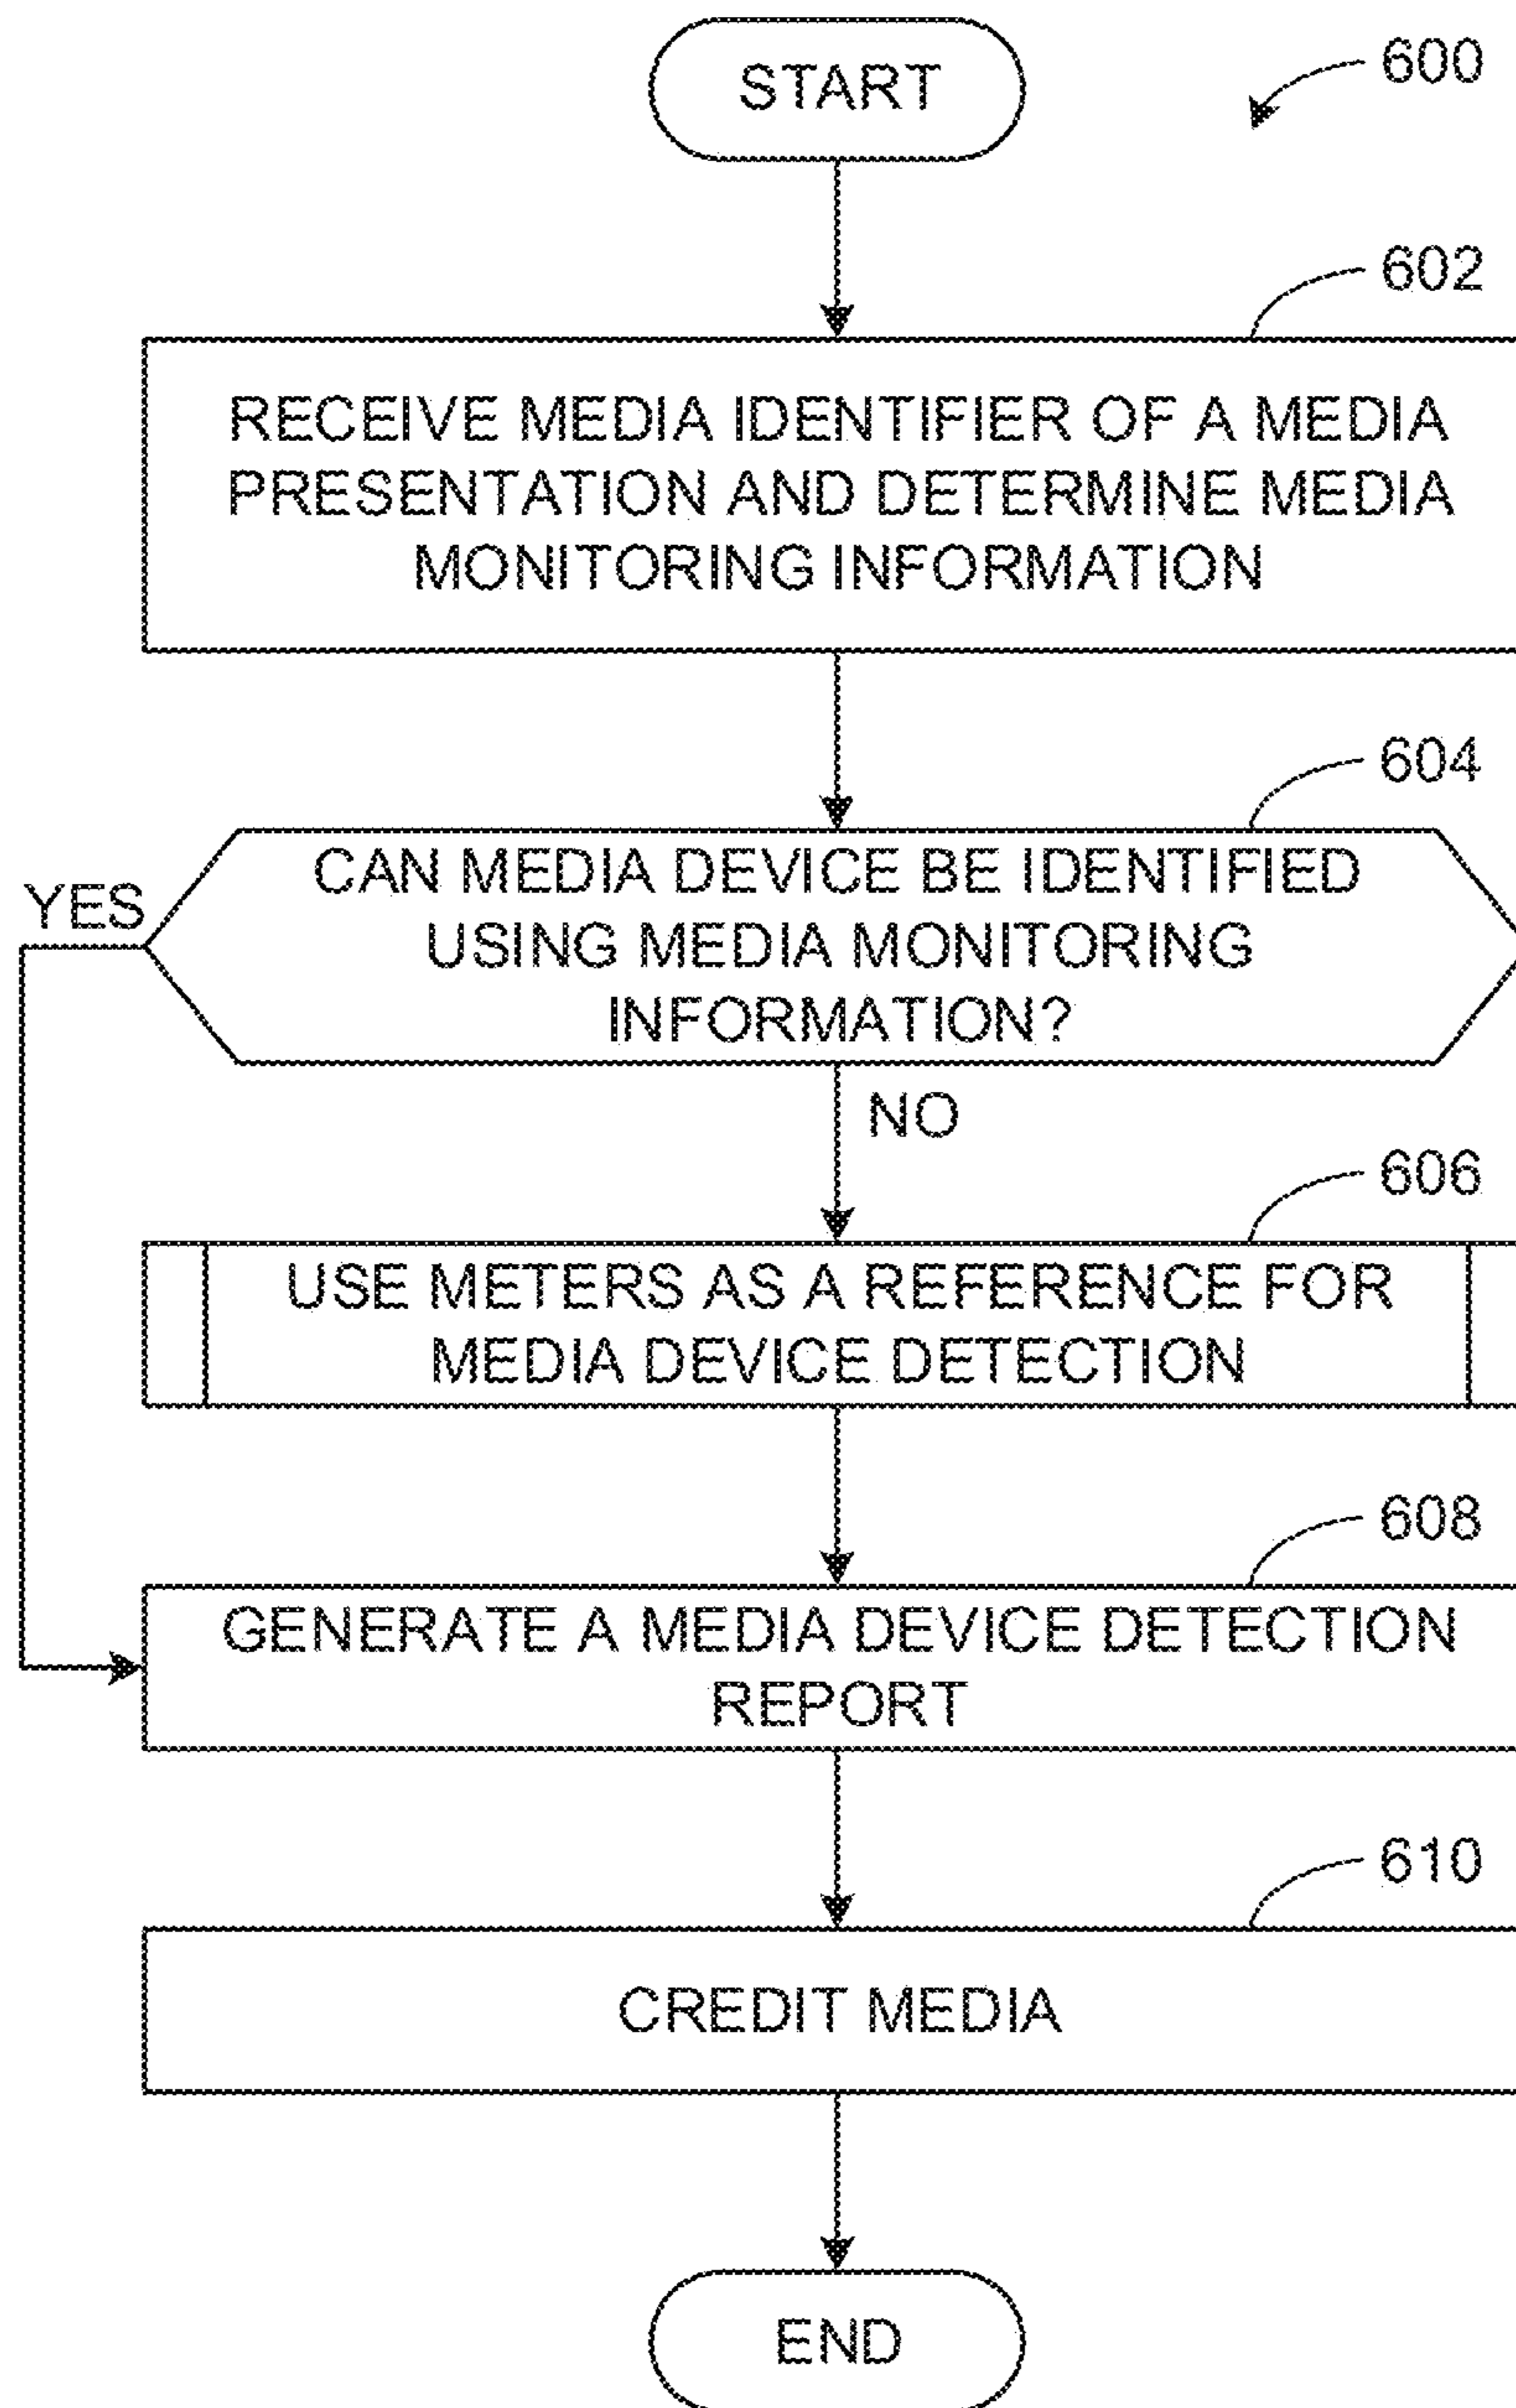 START
600
602
RECEIVE MEDIA IDENTIFIER OF A MEDIA
PRESENTATION AND DETERMINE MEDIA
MONITORING INFORMATION
604
CAN MEDIA DEVICE BE IDENTIFIED
USING MEDIA MONITORING
INFORMATION?
YES
NO
606
USE METERS AS A REFERENCE FOR
MEDIA DEVICE DETECTION
608
GENERATE A MEDIA DEVICE DETECTION
REPORT
610
CREDIT MEDIA
END